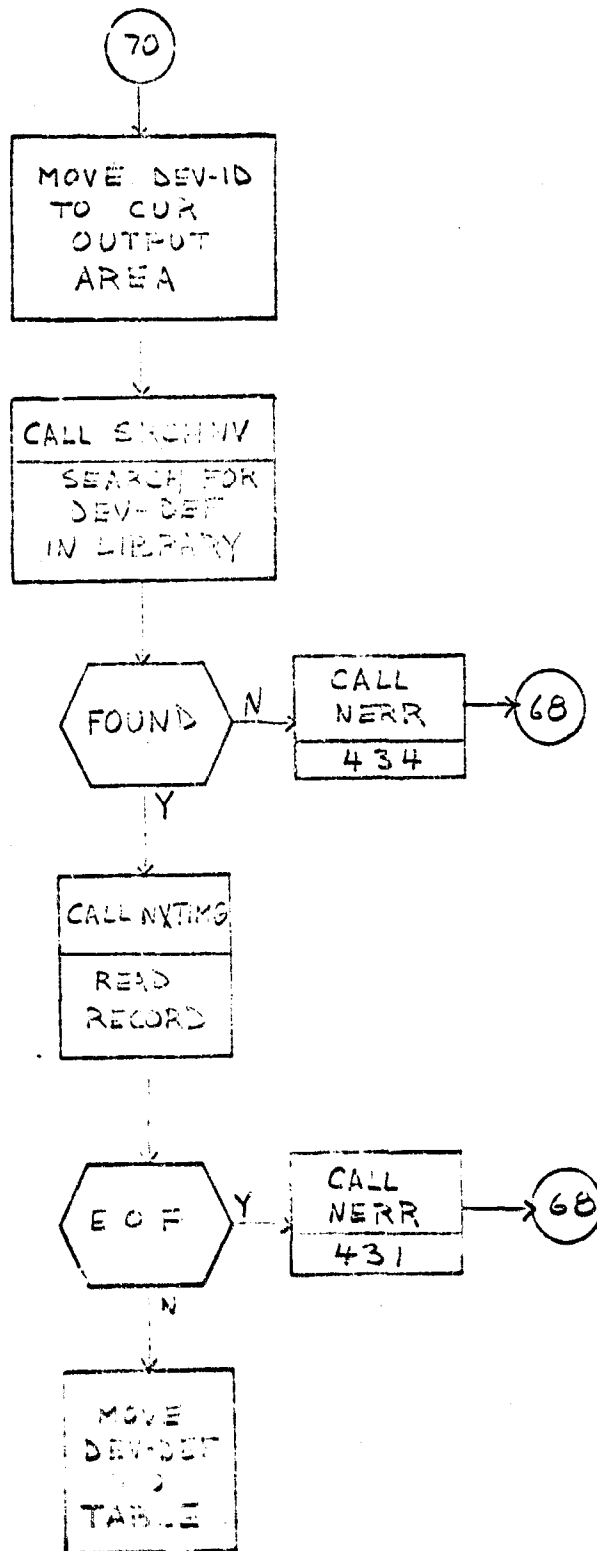 70
MOVE DEV-ID
TO CUR
OUTPUT
AREA
CALL SRCHNV
SEARCH FOR
DEV-DEF
IN LIBRARY
FOUND
N
CALL
NERR
434
68
Y
CALL NXTIMG
READ
RECORD
EOF
Y
CALL
NERR
431
68
N
MOVE
DEV-DEF
TABLE